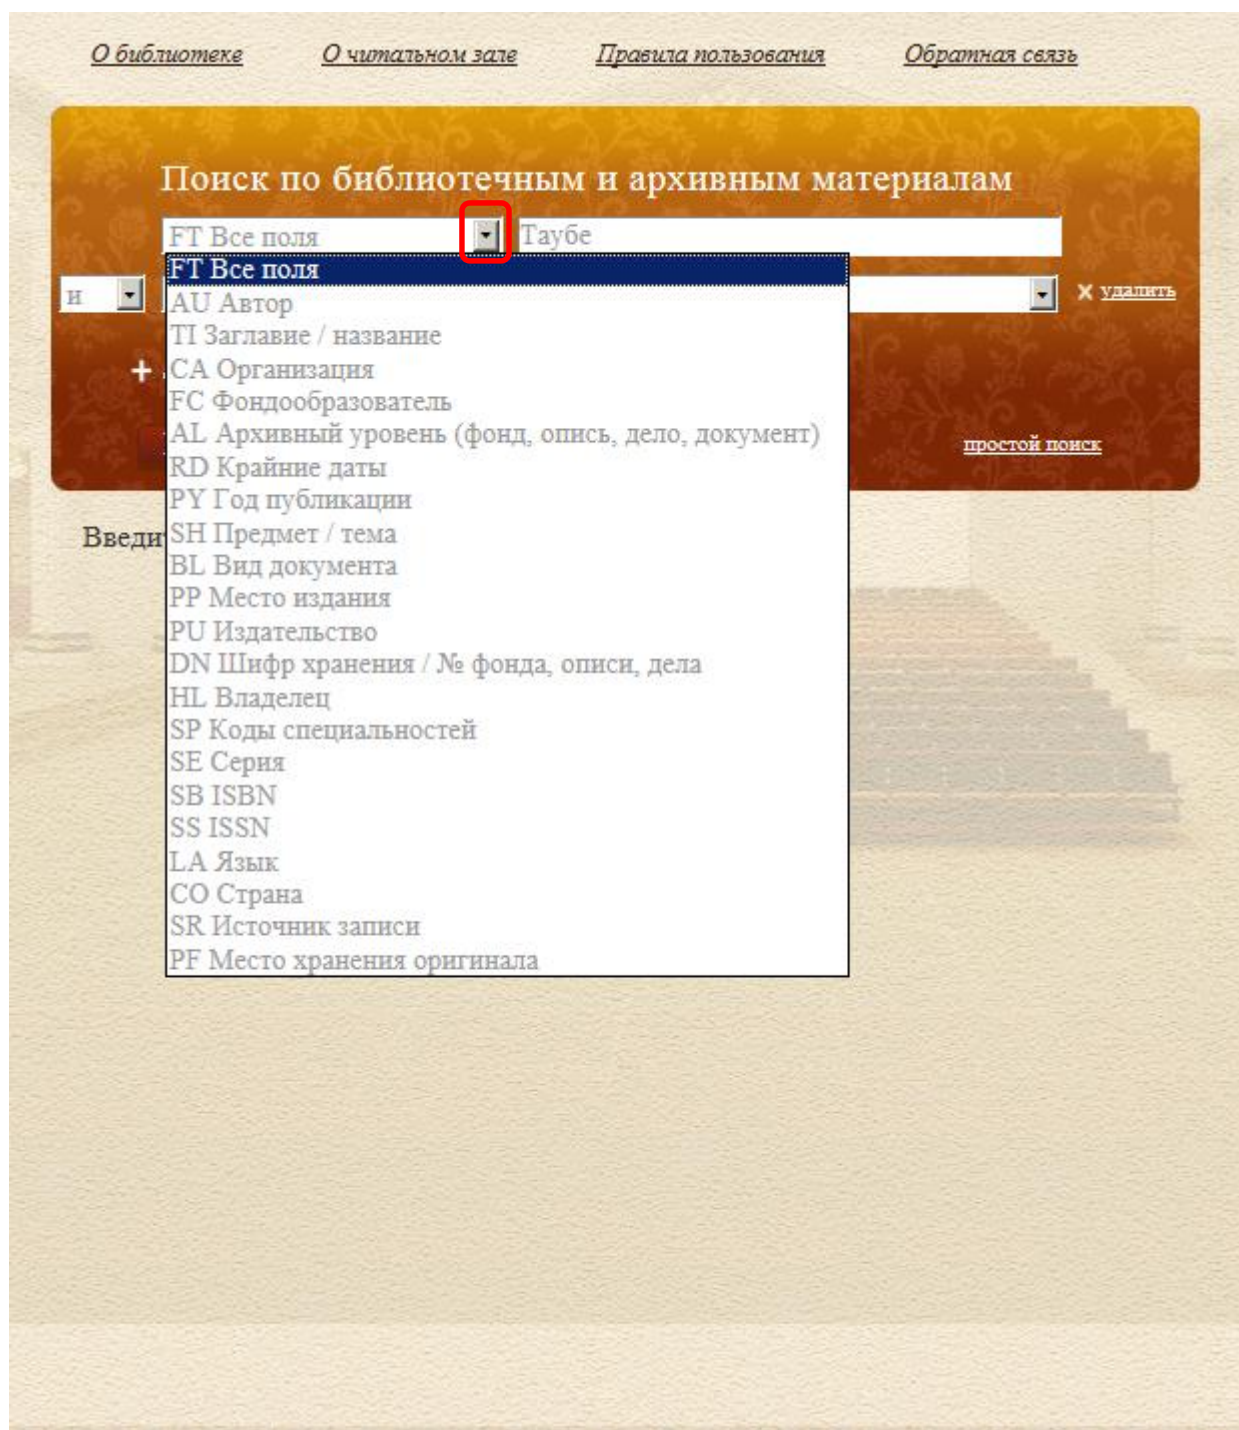 О библиотеке О читальном зале Правила пользования Обратная связь
Поиск по библиотечным и архивным материалам
FT Все поля Таубе
FT Все поля
и
удалить
AU Автор
TI Заглавие / название
CA Организация
FC Фондообразователь
AL Архивный уровень (фонд, опись, дело, документ)
простой поиск
RD Крайние даты
PY Год публикации
SH Предмет / тема
BL Вид документа
PP Место издания
PU Издательство
DN Шифр хранения / № фонда, описи, дела
HL Владелец
SP Коды специальностей
SE Серия
SB ISBN
SS ISSN
LA Язык
CO Страна
SR Источник записи
PF Место хранения оригинала